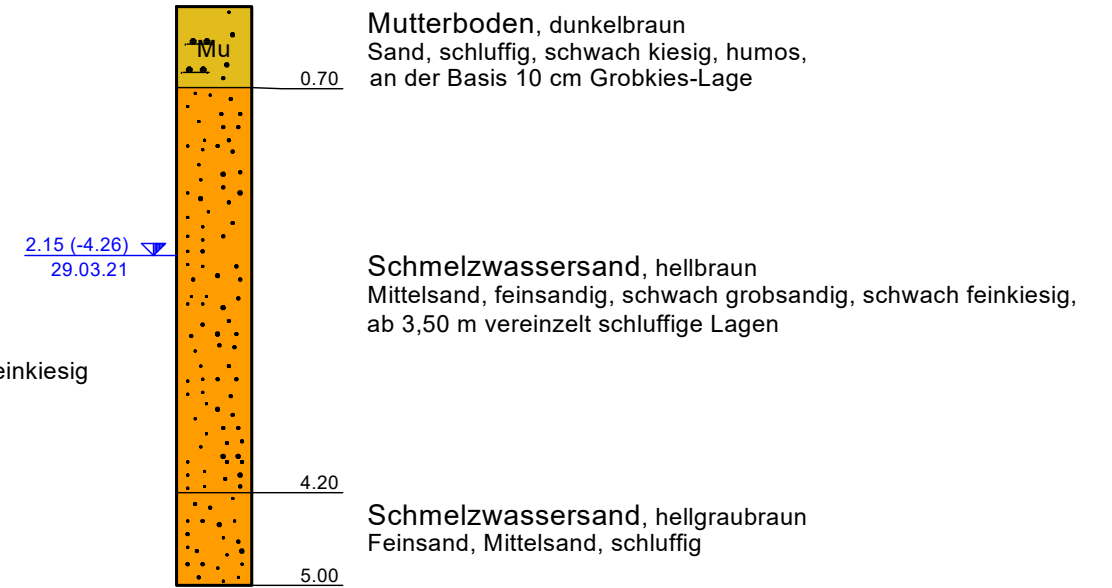 Mutterboden, dunkelbraun
Sand, schluffig, schwach kiesig, humos,
an der Basis 10 cm Grobkies-Lage
Mu
0.70
2.15 (-4.26)
29.03.21
Schmelzwassersand, hellbraun
Mittelsand, feinsandig, schwach grobsandig, schwach feinkiesig,
ab 3,50 m vereinzelt schluffige Lagen
einkiesig
4.20
Schmelzwassersand, hellgraubraun
Feinsand, Mittelsand, schluffig
5.00